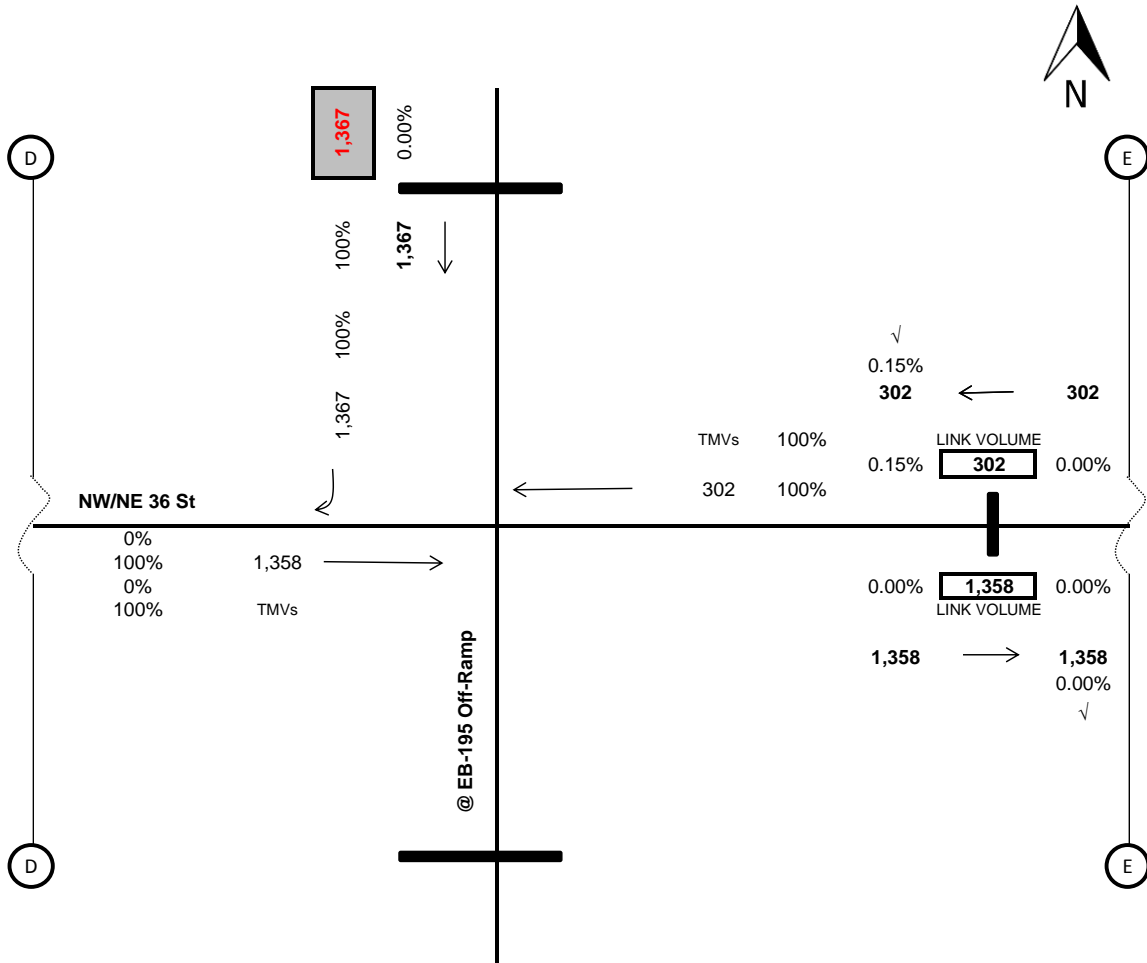 N
D
E
1,367
0.00%
100%
1,367
100%
1,367
√
0.15%
302
302
TMVs 100%
LINK VOLUME
0.15% 302 0.00%
302 100%
NW/NE 36 St
0%
100% 1,358
0%
100% TMVs
0.00% 1,358 0.00%
LINK VOLUME
1,358 1,358
0.00%
√
@ EB-195 Off-Ramp
D
E